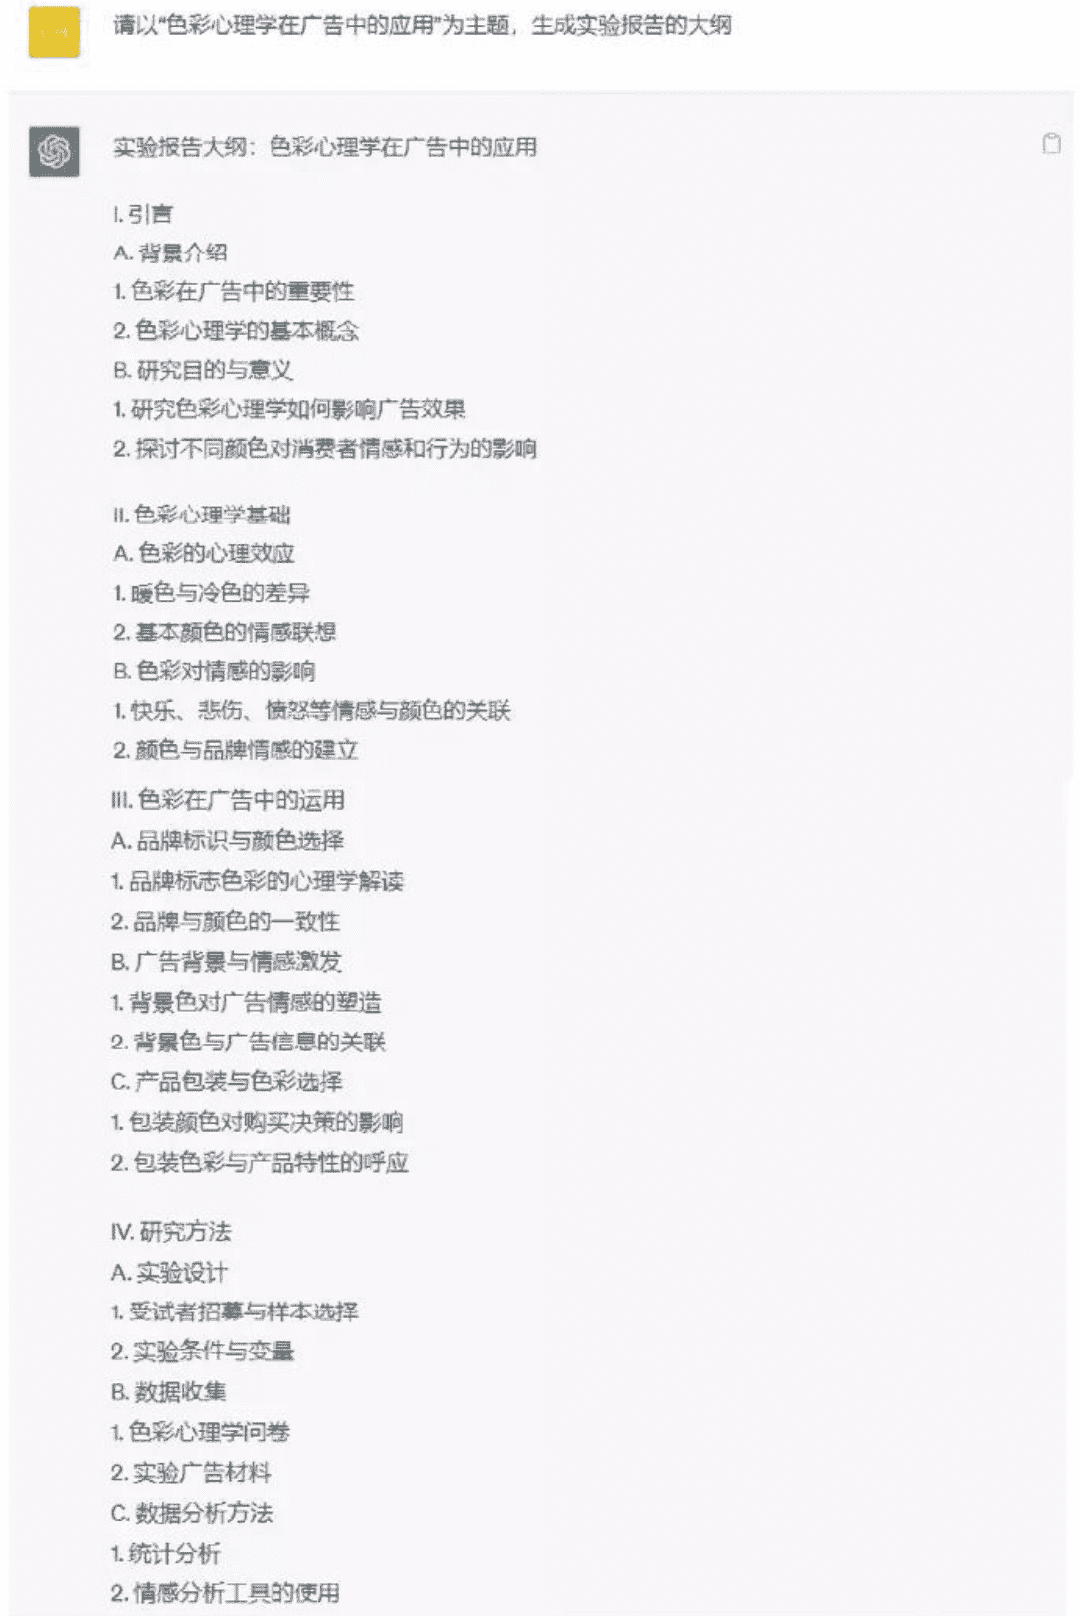 请以“色彩心理学在广告中的应用”为主题，生成实验报告的大纲
实验报告大纲：色彩心理学在广告中的应用
I. 引言
A. 背景介绍
1. 色彩在广告中的重要性
2. 色彩心理学的基本概念
B. 研究目的与意义
1. 研究色彩心理学如何影响广告效果
2. 探讨不同颜色对消费者情感和行为的影响
II. 色彩心理学基础
A. 色彩的心理效应
1. 暖色与冷色的差异
2. 基本颜色的情感联想
B. 色彩对情感的影响
1. 快乐、悲伤、愤怒等情感与颜色的关联
2. 颜色与品牌情感的建立
III. 色彩在广告中的运用
A. 品牌标识与颜色选择
1. 品牌标志色彩的心理学解读
2. 品牌与颜色的一致性
B. 广告背景与情感激发
1. 背景色对广告情感的塑造
2. 背景色与广告信息的关联
C. 产品包装与色彩选择
1. 包装颜色对购买决策的影响
2. 包装色彩与产品特性的呼应
IV. 研究方法
A. 实验设计
1. 受试者招募与样本选择
2. 实验条件与变量
B. 数据收集
1. 色彩心理学问卷
2. 实验广告材料
C. 数据分析方法
1. 统计分析
2. 情感分析工具的使用